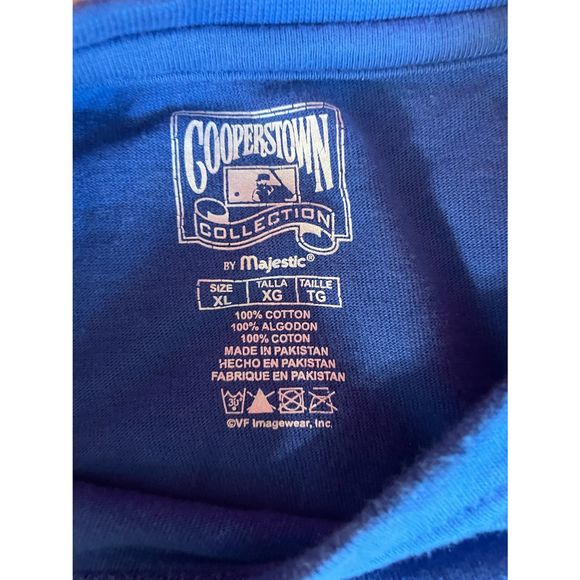 COOPERSTOWN
COLLECTION
BY Majestic®
SIZE TALLA TAILLE
XL XG TG
100% COTTON
100% ALGODON
100% COTON
MADE IN PAKISTAN
HECHO EN PAKISTAN
FABRIQUE EN PAKISTAN
30°
©VF Imagewear, Inc.